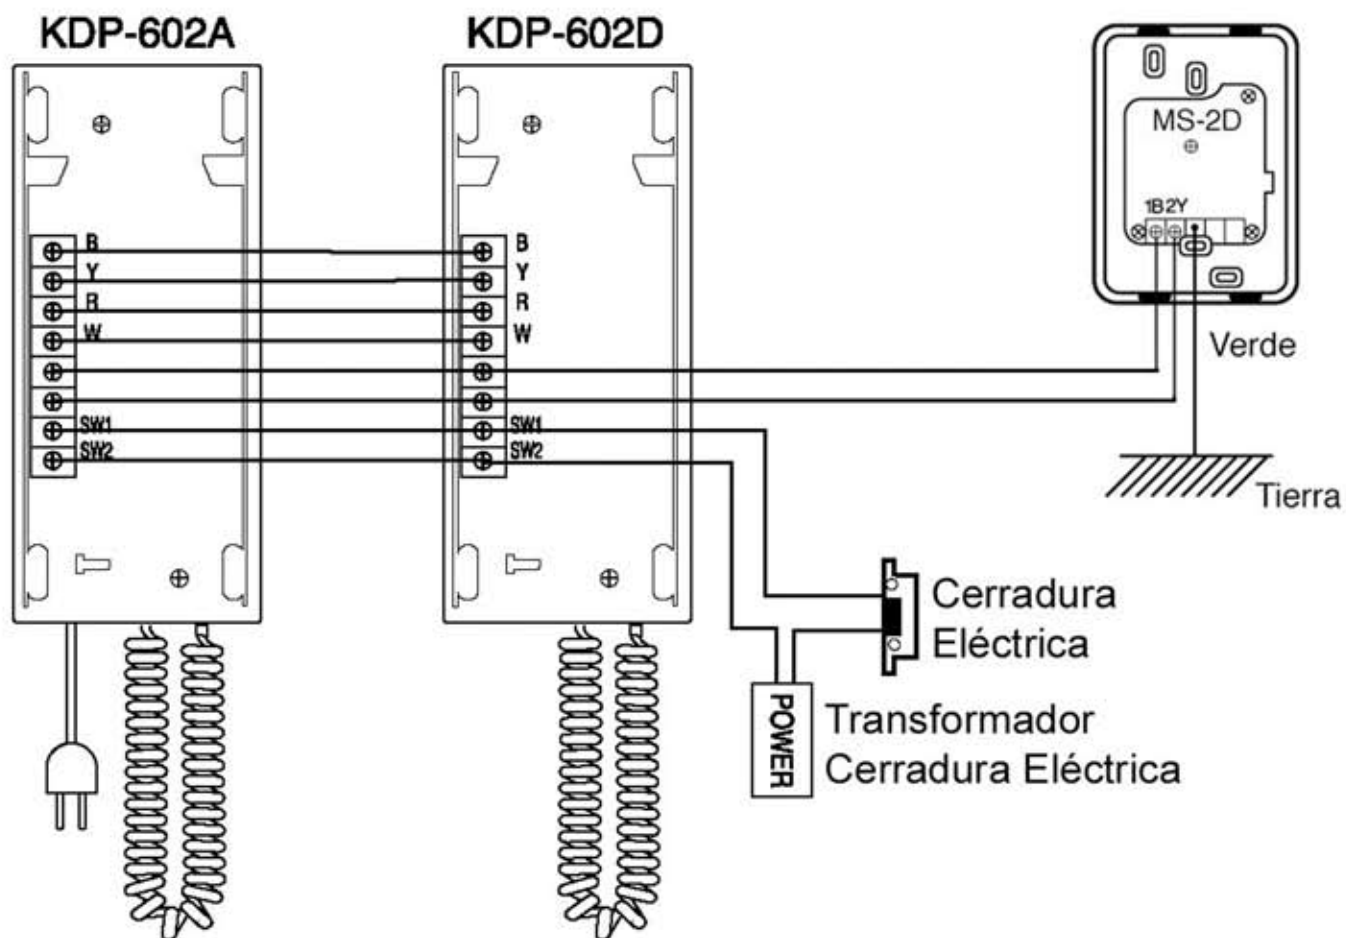 KDP-602A
KDP-602D
MS-2D
1B2Y
B
Y
R
W
SW1
SW2
B
Y
R
W
SW1
SW2
Verde
Tierra
Cerradura
Eléctrica
POWER
Transformador
Cerradura Eléctrica